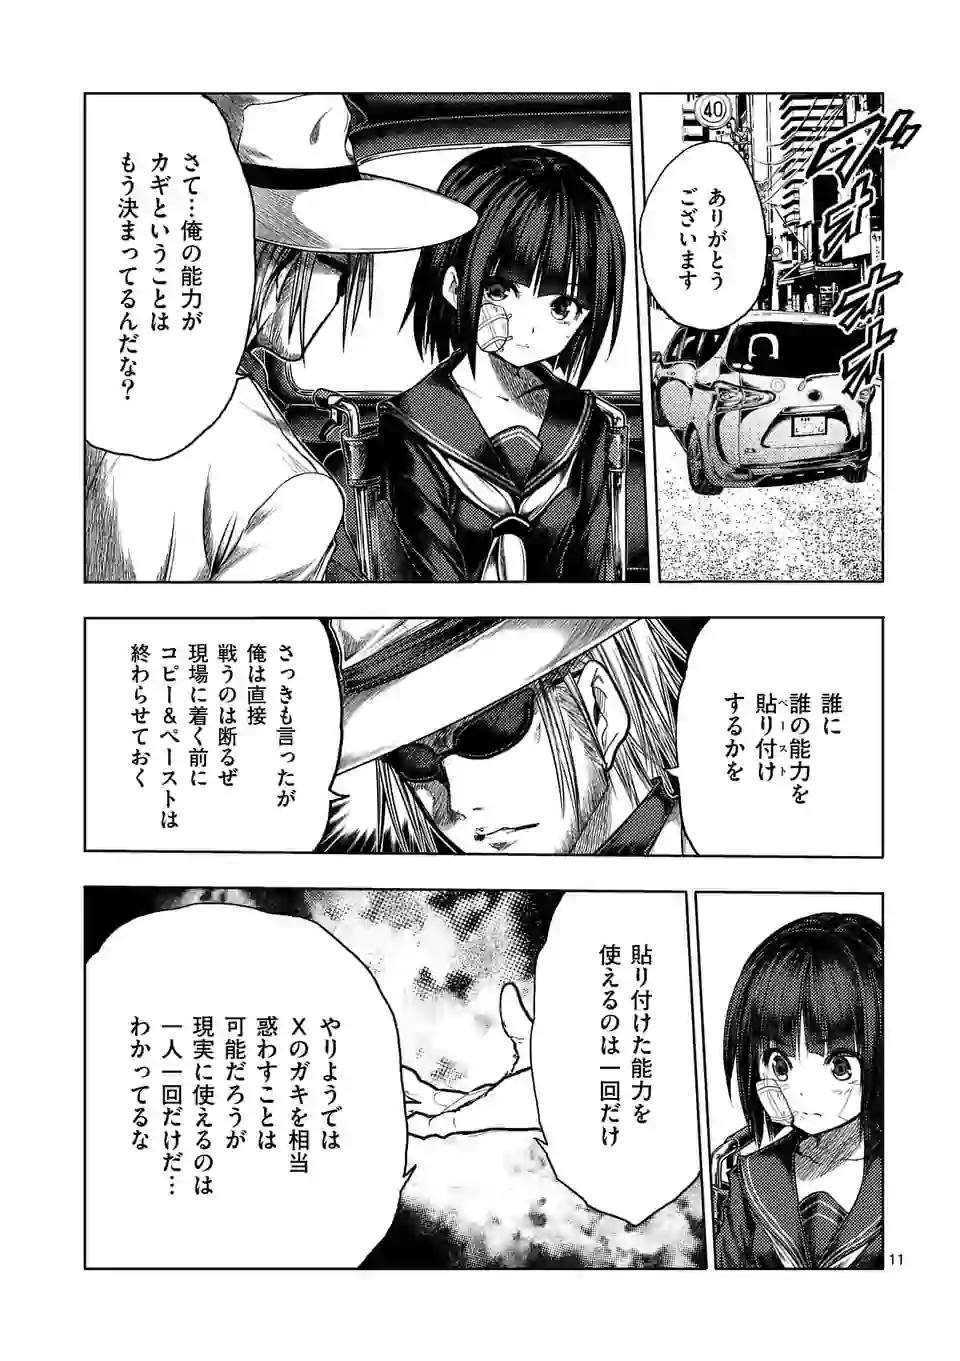 40
ブオオオオ
ありがとう
ございます
さて…俺の能力が
カギということは
もう決まってるんだな?
誰に
誰の能力を
貼り付け
ペースト
するかを
さっきも言ったが
俺は直接
戦うのは断るぜ
現場に着く前に
コピー&ペーストは
終わらせておく
貼り付けた能力を
使えるのは一回だけ
やりようでは
Xのガキを相当
惑わすことは
可能だろうが
現実に使えるのは
一人一回だけだ…
わかってるな
11